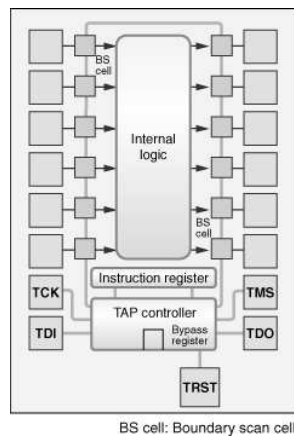 BS
cell
Internal
logic
BS
cell
Instruction register
TCK
TAP controller
TMS
TDI
Bypass
register
TDO
TRST
BS cell: Boundary scan cell